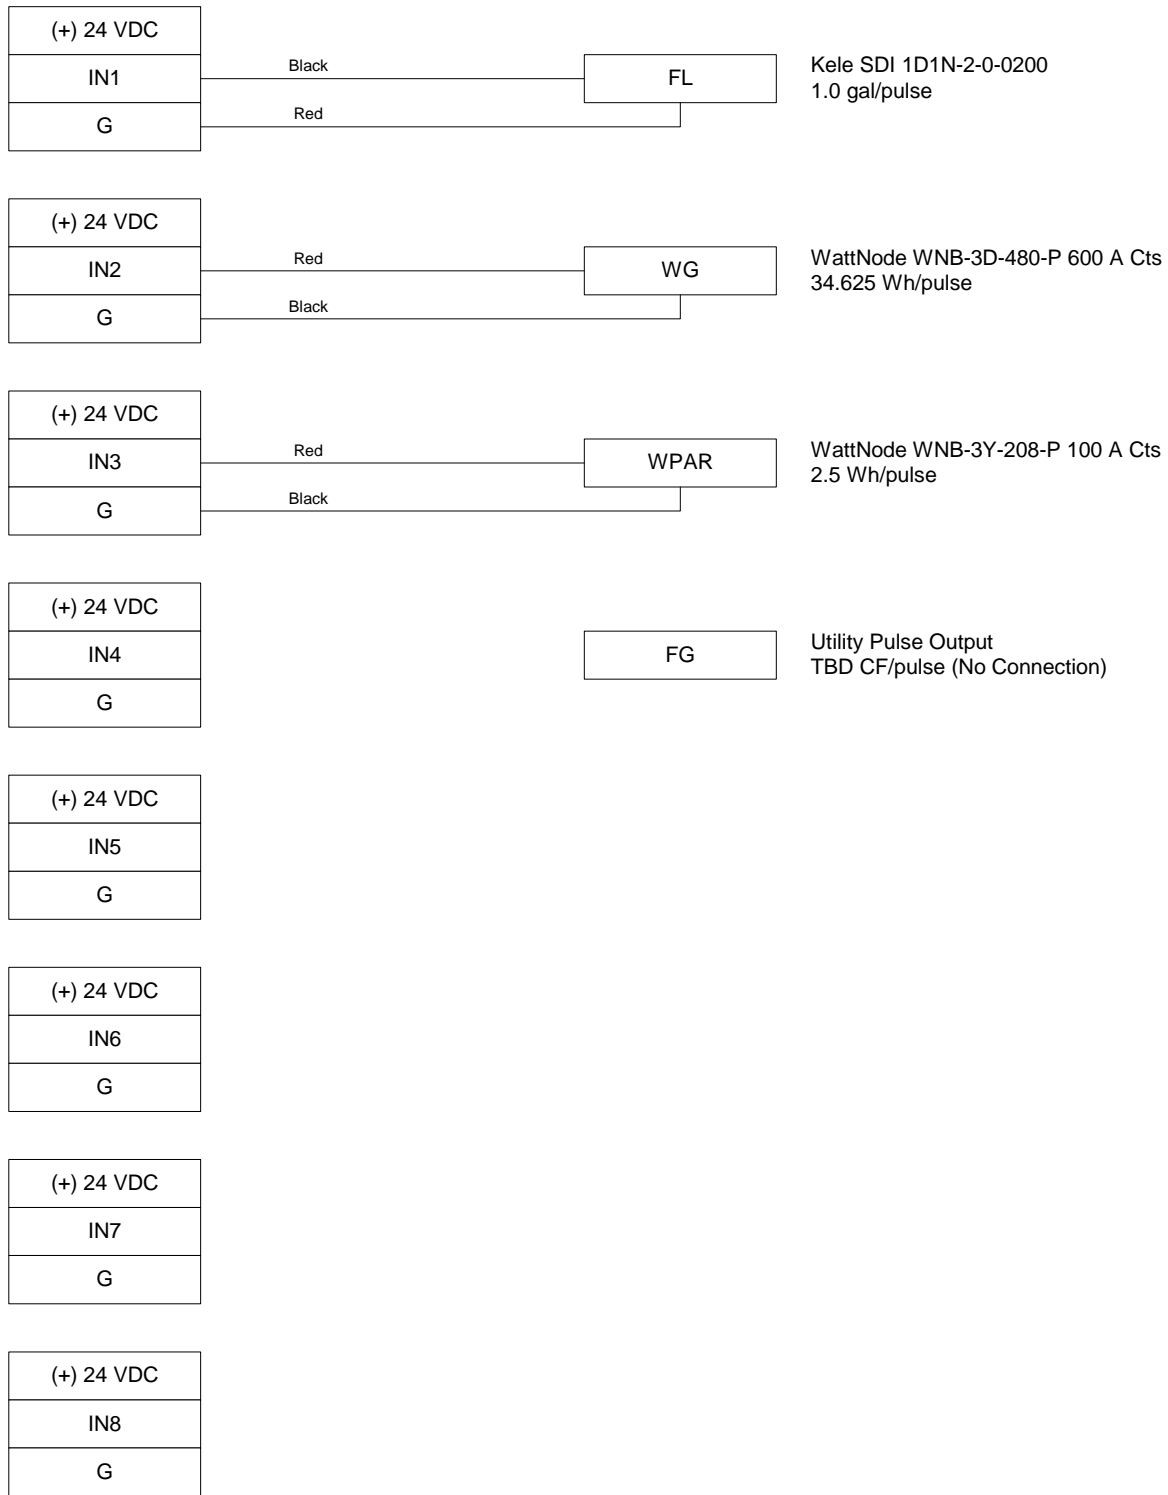 (+) 24 VDC
IN1
Black
FL
Kele SDI 1D1N-2-0-0200
1.0 gal/pulse
G
Red
(+) 24 VDC
IN2
Red
WG
WattNode WNB-3D-480-P 600 A Cts
34.625 Wh/pulse
G
Black
(+) 24 VDC
IN3
Red
WPAR
WattNode WNB-3Y-208-P 100 A Cts
2.5 Wh/pulse
G
Black
(+) 24 VDC
IN4
FG
Utility Pulse Output
TBD CF/pulse (No Connection)
G
(+) 24 VDC
IN5
G
(+) 24 VDC
IN6
G
(+) 24 VDC
IN7
G
(+) 24 VDC
IN8
G